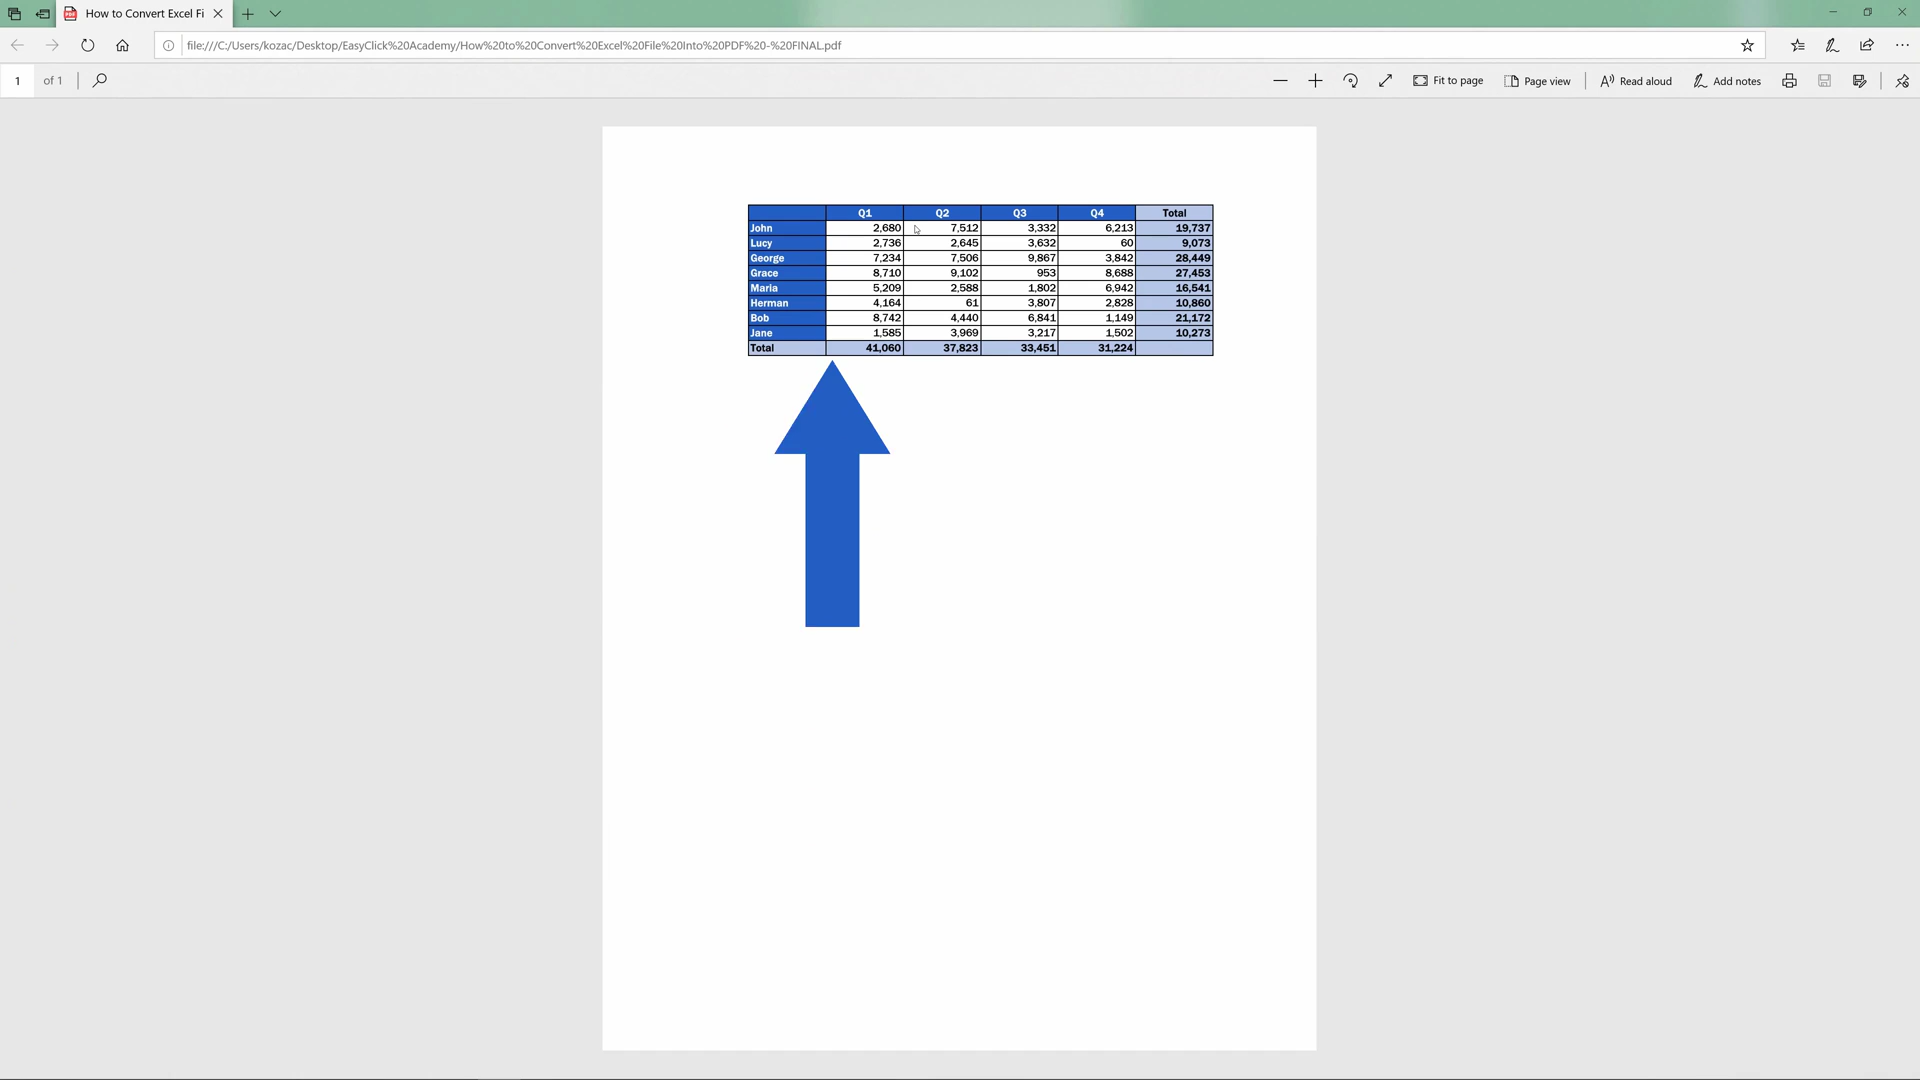 How to Convert Excel Fi
file:///C:/Users/kozac/Desktop/EasyClick%20Academy/How%20to%20Convert%20Excel%20File%20Into%20PDF%20-%20FINAL.pdf
1 of 1 Fit to page Page view Read aloud Add notes
Q1 Q2 Q3 Q4 Total
John 2,680 7,512 3,332 6,213 19,737
Lucy 2,736 2,645 3,632 60 9,073
George 7,234 7,506 9,867 3,842 28,449
Grace 8,710 9,102 953 8,688 27,453
Maria 5,209 2,588 1,802 6,942 16,541
Herman 4,164 61 3,807 2,828 10,860
Bob 8,742 4,440 6,841 1,149 21,172
Jane 1,585 3,969 3,217 1,502 10,273
Total 41,060 37,823 33,451 31,224